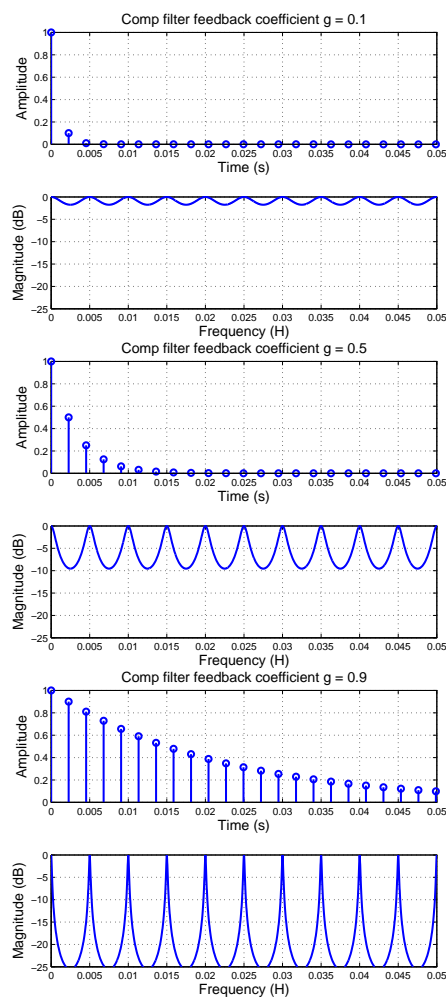 Comp filter feedback coefficient g = 0.1
1
0.8
0.6
0.4
0.2
0
Amplitude
0 0.005 0.01 0.015 0.02 0.025 0.03 0.035 0.04 0.045 0.05
Time (s)
0
−5
−10
−15
−20
−25
Magnitude (dB)
0 0.005 0.01 0.015 0.02 0.025 0.03 0.035 0.04 0.045 0.05
Frequency (H)
Comp filter feedback coefficient g = 0.5
1
0.8
0.6
0.4
0.2
0
Amplitude
0 0.005 0.01 0.015 0.02 0.025 0.03 0.035 0.04 0.045 0.05
Time (s)
0
−5
−10
−15
−20
−25
Magnitude (dB)
0 0.005 0.01 0.015 0.02 0.025 0.03 0.035 0.04 0.045 0.05
Frequency (H)
Comp filter feedback coefficient g = 0.9
1
0.8
0.6
0.4
0.2
0
Amplitude
0 0.005 0.01 0.015 0.02 0.025 0.03 0.035 0.04 0.045 0.05
Time (s)
0
−5
−10
−15
−20
−25
Magnitude (dB)
0 0.005 0.01 0.015 0.02 0.025 0.03 0.035 0.04 0.045 0.05
Frequency (H)